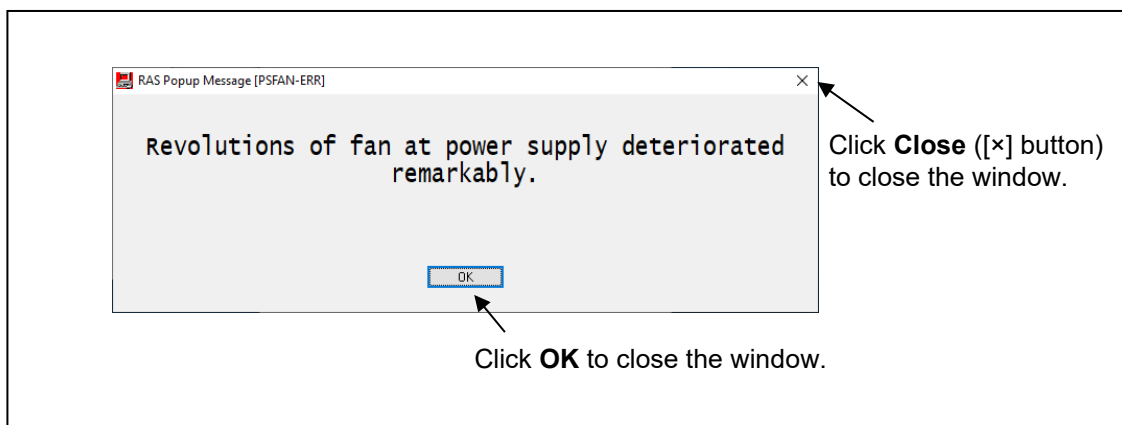 RAS Popup Message [PSFAN-ERR]
Revolutions of fan at power supply deteriorated
remarkably.
Click Close ([×] button)
to close the window.
OK
Click OK to close the window.